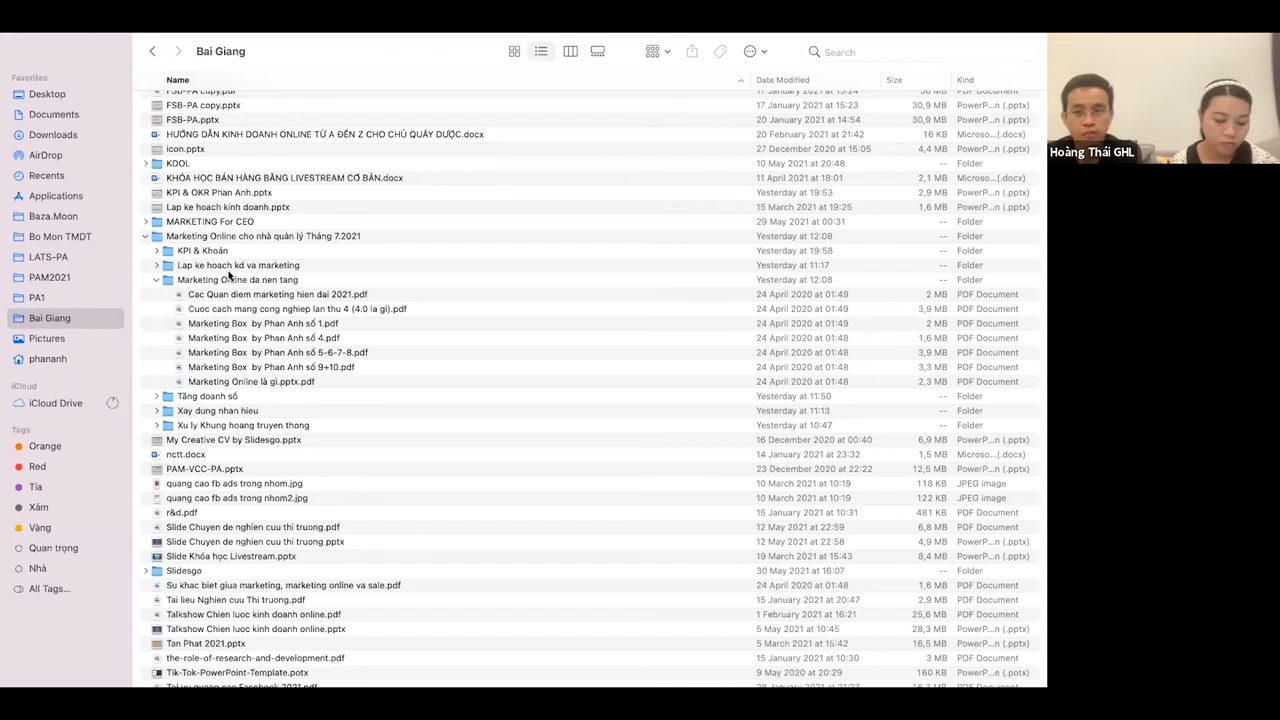 Bai Giang
Search
Favorites
Desktop
Documents
Downloads
AirDrop
Recents
Applications
Baza.Moon
Bo Mon TMDT
LATS-PA
PAM2021
PA1
Bai Giang
Pictures
phananh
iCloud
iCloud Drive
Tags
Orange
Red
Tía
Xám
Vàng
Quan trọng
Nhà
All Tags...
Name Date Modified Size Kind
FSB-PA copy.pdf 17 January 2021 at 15:24 30 MB PDF Document
FSB-PA copy.pptx 17 January 2021 at 15:23 30,9 MB PowerP...n (.pptx)
FSB-PA.pptx 20 January 2021 at 14:54 30,9 MB PowerP...n (.pptx)
HƯỚNG DẪN KINH DOANH ONLINE TỪ A ĐẾN Z CHO CHỦ QUẦY DƯỢC.docx 20 February 2021 at 21:42 16 KB Microso...(.docx)
icon.pptx 27 December 2020 at 15:05 4,4 MB PowerP...n (.pptx)
KDOL 10 May 2021 at 20:48 -- Folder
KHÓA HỌC BÁN HÀNG BẰNG LIVESTREAM CƠ BẢN.docx 11 April 2021 at 18:01 2,1 MB Microso...(.docx)
KPI & OKR Phan Anh.pptx Yesterday at 19:53 2,9 MB PowerP...n (.pptx)
Lap ke hoach kinh doanh.pptx 15 March 2021 at 19:25 1,6 MB PowerP...n (.pptx)
MARKETING For CEO 29 May 2021 at 00:31 -- Folder
Marketing Online cho nhà quản lý Tháng 7.2021 Yesterday at 12:08 -- Folder
KPI & Khoán Yesterday at 19:58 -- Folder
Lap ke hoach kd va marketing Yesterday at 11:17 -- Folder
Marketing Online da nen tang Yesterday at 12:08 -- Folder
Cac Quan diem marketing hien dai 2021.pdf 24 April 2020 at 01:49 2 MB PDF Document
Cuoc cach mang cong nghiep lan thu 4 (4.0 la gi).pdf 24 April 2020 at 01:49 3,9 MB PDF Document
Marketing Box by Phan Anh số 1.pdf 24 April 2020 at 01:49 2 MB PDF Document
Marketing Box by Phan Anh số 4.pdf 24 April 2020 at 01:48 1,6 MB PDF Document
Marketing Box by Phan Anh số 5-6-7-8.pdf 24 April 2020 at 01:48 3,9 MB PDF Document
Marketing Box by Phan Anh số 9+10.pdf 24 April 2020 at 01:48 3,3 MB PDF Document
Marketing Online là gì.pptx.pdf 24 April 2020 at 01:48 2,3 MB PDF Document
Tăng doanh số Yesterday at 11:50 -- Folder
Xay dung nhan hieu Yesterday at 11:13 -- Folder
Xu ly Khung hoang truyen thong Yesterday at 10:47 -- Folder
My Creative CV by Slidesgo.pptx 16 December 2020 at 00:40 6,9 MB PowerP...n (.pptx)
nctt.docx 14 January 2021 at 23:32 1,5 MB Microso...(.docx)
PAM-VCC-PA.pptx 23 December 2020 at 22:22 12,5 MB PowerP...n (.pptx)
quang cao fb ads trong nhom.jpg 10 March 2021 at 10:19 118 KB JPEG image
quang cao fb ads trong nhom2.jpg 10 March 2021 at 10:19 122 KB JPEG image
r&d.pdf 15 January 2021 at 10:31 481 KB PDF Document
Slide Chuyen de nghien cuu thi truong.pdf 12 May 2021 at 22:59 6,8 MB PDF Document
Slide Chuyen de nghien cuu thi truong.pptx 12 May 2021 at 22:58 4,9 MB PowerP...n (.pptx)
Slide Khóa học Livestream.pptx 19 March 2021 at 15:43 8,4 MB PowerP...n (.pptx)
Slidesgo 30 May 2021 at 16:07 -- Folder
Su khac biet giua marketing, marketing online va sale.pdf 24 April 2020 at 01:48 1,6 MB PDF Document
Tai lieu Nghien cuu Thi truong.pdf 15 January 2021 at 20:47 2,9 MB PDF Document
Talkshow Chien luoc kinh doanh online.pdf 1 February 2021 at 16:21 25,6 MB PDF Document
Talkshow Chien luoc kinh doanh online.pptx 5 May 2021 at 10:45 28,3 MB PowerP...n (.pptx)
Tan Phat 2021.pptx 5 March 2021 at 15:42 16,5 MB PowerP...n (.pptx)
the-role-of-research-and-development.pdf 15 January 2021 at 10:30 3 MB PDF Document
Tik-Tok-PowerPoint-Template.potx 9 May 2020 at 20:29 160 KB PowerP...e (.potx)
Hoàng Thái GHL